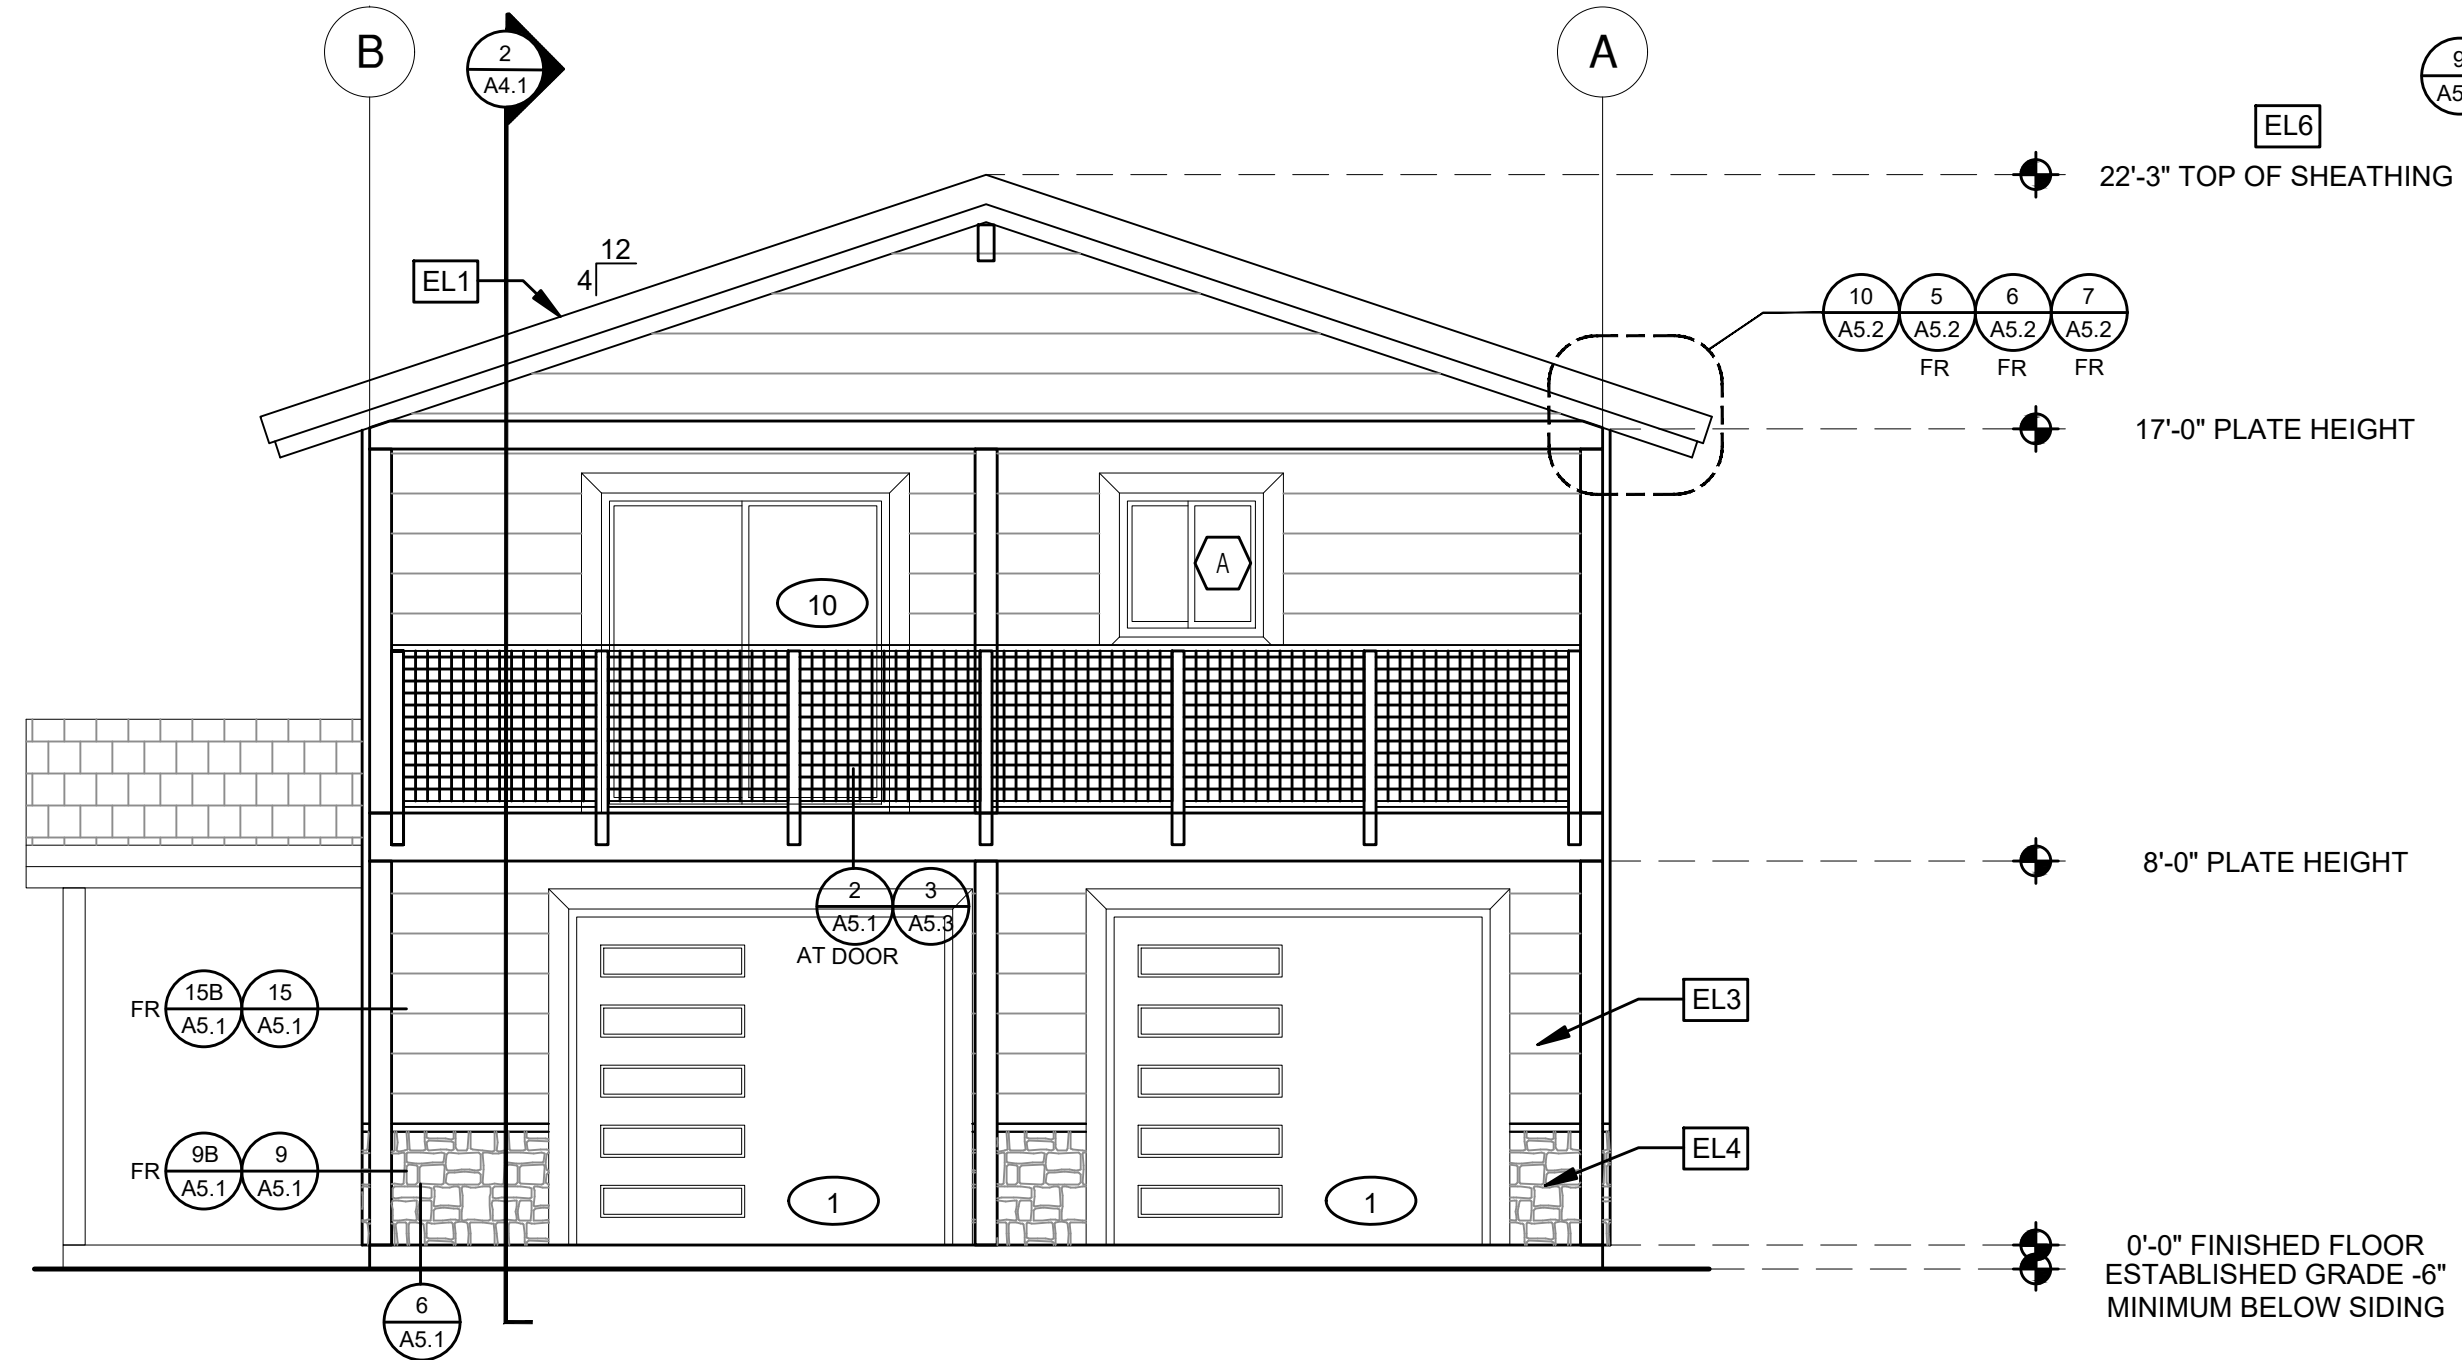 B
2
A4.1
A
9
A5
EL6
22'-3" TOP OF SHEATHING
12
4
EL1
10 5 6 7
A5.2 A5.2 A5.2 A5.2
FR FR FR
17'-0" PLATE HEIGHT
A
10
8'-0" PLATE HEIGHT
2 3
A5.1 A5.3
AT DOOR
15B 15
FR A5.1 A5.1
EL3
9B 9
FR A5.1 A5.1
EL4
1 1
0'-0" FINISHED FLOOR
ESTABLISHED GRADE -6"
MINIMUM BELOW SIDING
6
A5.1